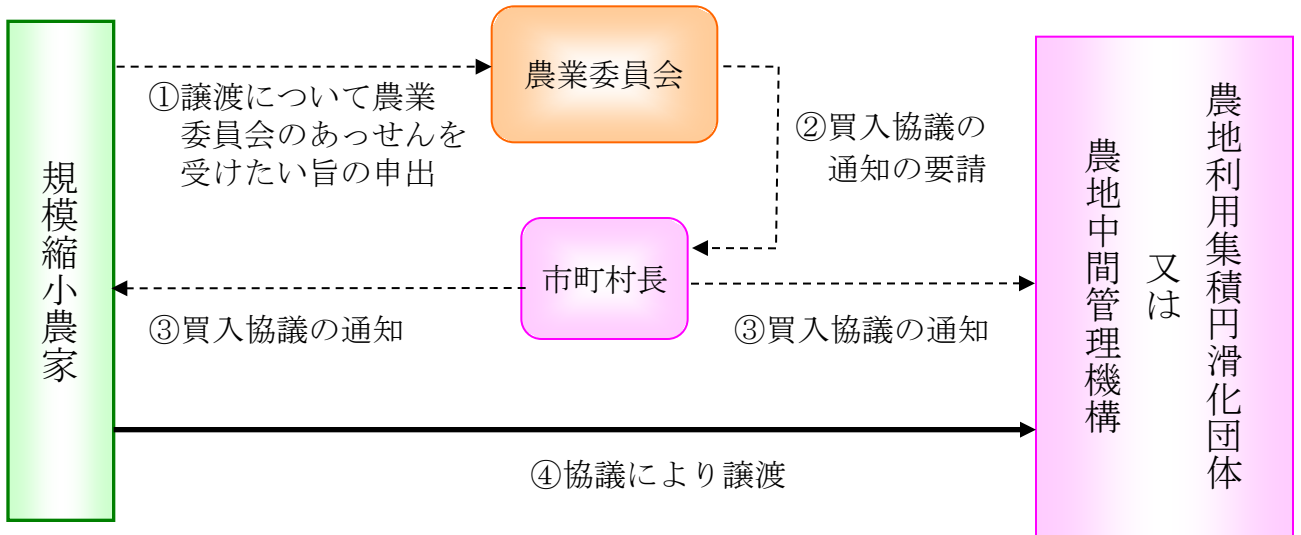 規模縮小農家
①譲渡について農業
委員会のあっせんを
受けたい旨の申出
農業委員会
②買入協議の
通知の要請
市町村長
③買入協議の通知
③買入協議の通知
④協議により譲渡
農地利用集積円滑化団体
又は
農地中間管理機構